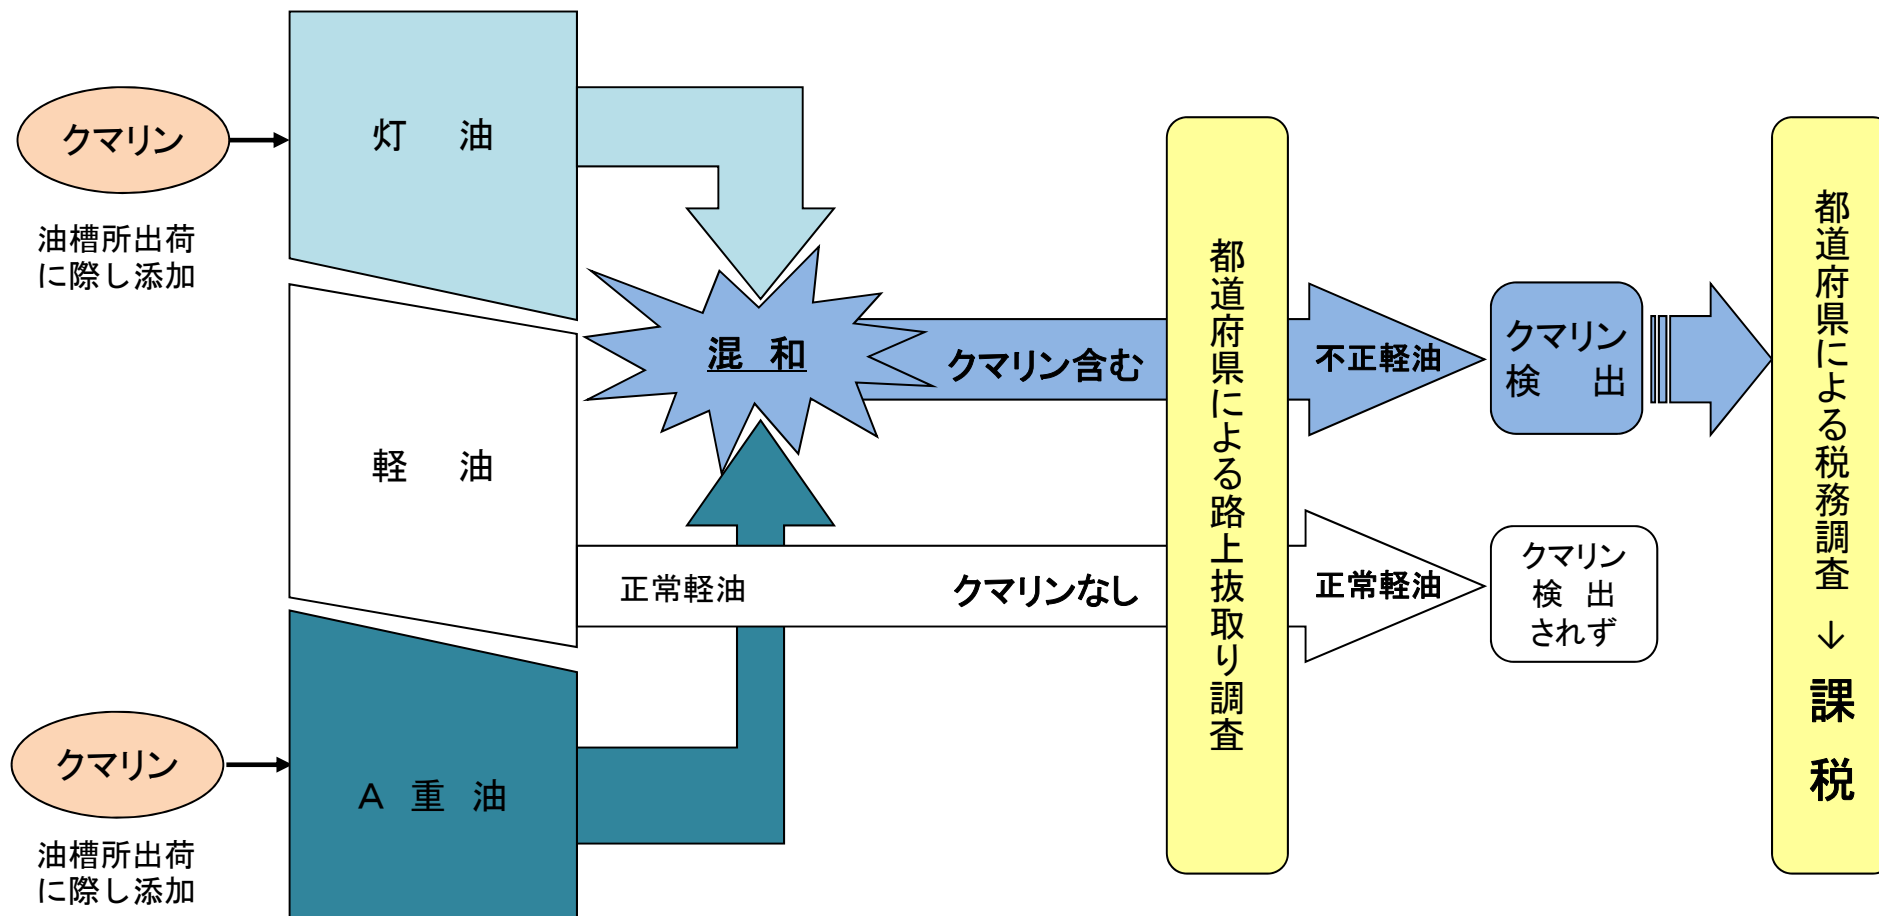 クマリン
油槽所出荷
に際し添加
灯　油
軽　油
A 重 油
クマリン
油槽所出荷
に際し添加
混 和
クマリン含む
正常軽油
クマリンなし
都道府県による路上抜取り調査
不正軽油
正常軽油
クマリン
検　出
クマリン
検 出
されず
都道府県による税務調査 ↓ 課税